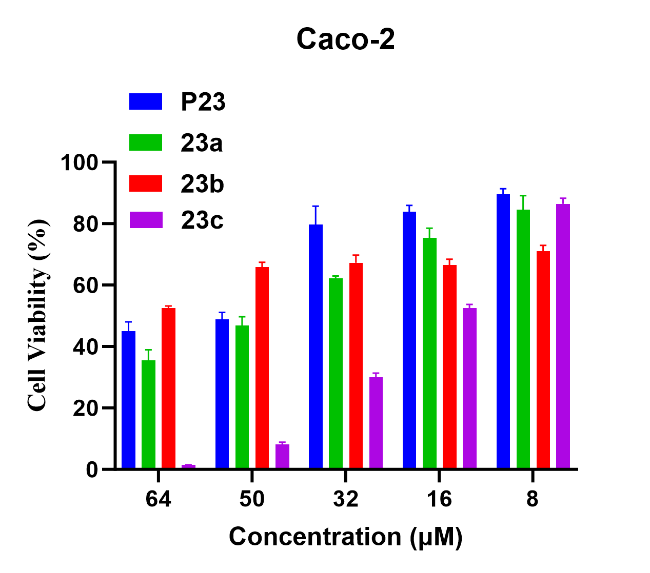 Caco-2
P23
23a
23b
23c
Cell Viability (%)
100
80
60
40
20
0
64 50 32 16 8
Concentration (µM)